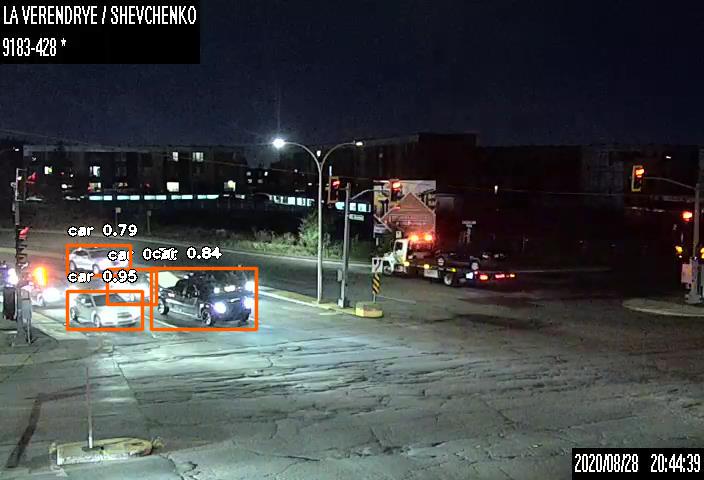 LA VERENDRYE / SHEVCHENKO
9183-428 *
car 0.79
car 0.84
car 0.95
2020/08/28 20:44:39